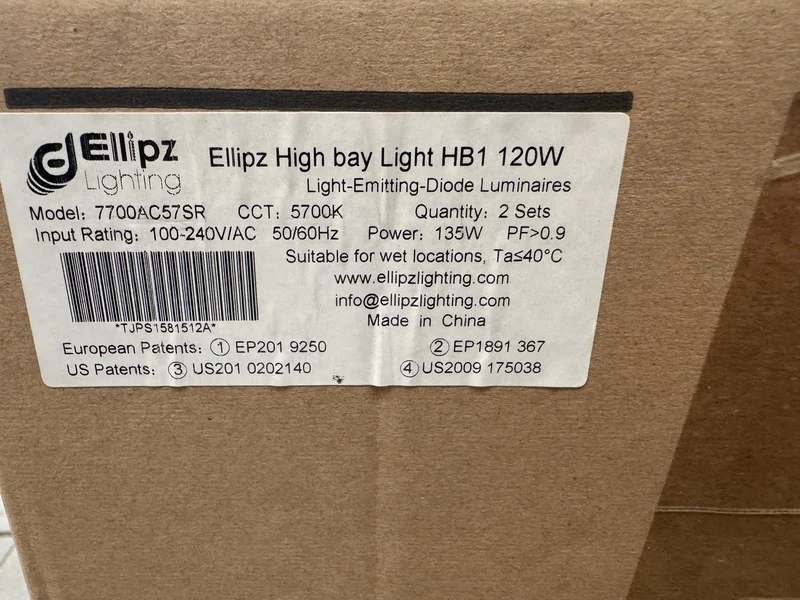 Ellipz
Lighting
Ellipz High bay Light HB1 120W
Light-Emitting-Diode Luminaires
Model: 7700AC57SR CCT: 5700K Quantity: 2 Sets
Input Rating: 100-240V/AC 50/60Hz Power: 135W PF>0.9
Suitable for wet locations, Ta≤40°C
www.ellipzlighting.com
info@ellipzlighting.com
Made in China
*TJPS1581512A*
European Patents: ① EP201 9250 ② EP1891 367
US Patents: ③ US201 0202140 ④ US2009 175038